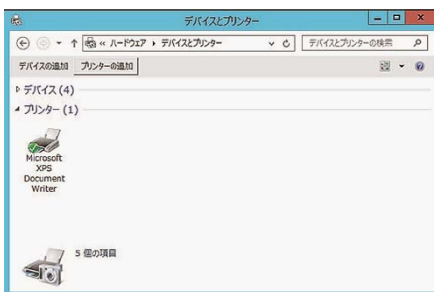 デバイスとプリンター
« ハードウェア ▸ デバイスとプリンター
デバイスとプリンターの検索
デバイスの追加 プリンターの追加
デバイス (4)
プリンター (1)
Microsoft
XPS
Document
Writer
5 個の項目